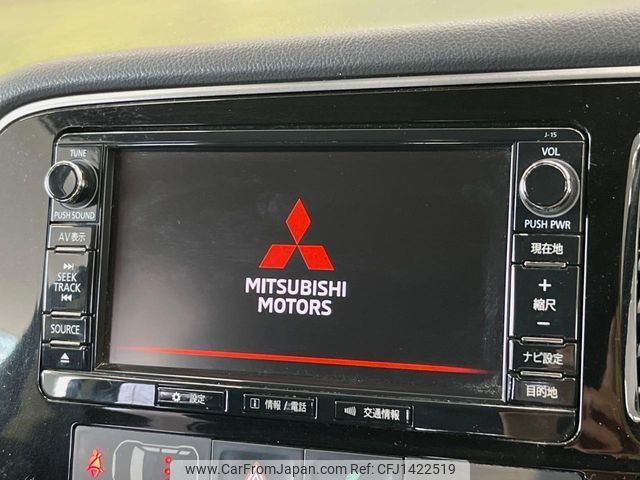 J-15
TUNE
PUSH SOUND
AV表示
SEEK
TRACK
SOURCE
MITSUBISHI
MOTORS
VOL
PUSH PWR
現在地
+
縮尺
−
ナビ設定
目的地
設定
i 情報/電話
交通情報
www.CarFromJapan.com - CFJ1422519